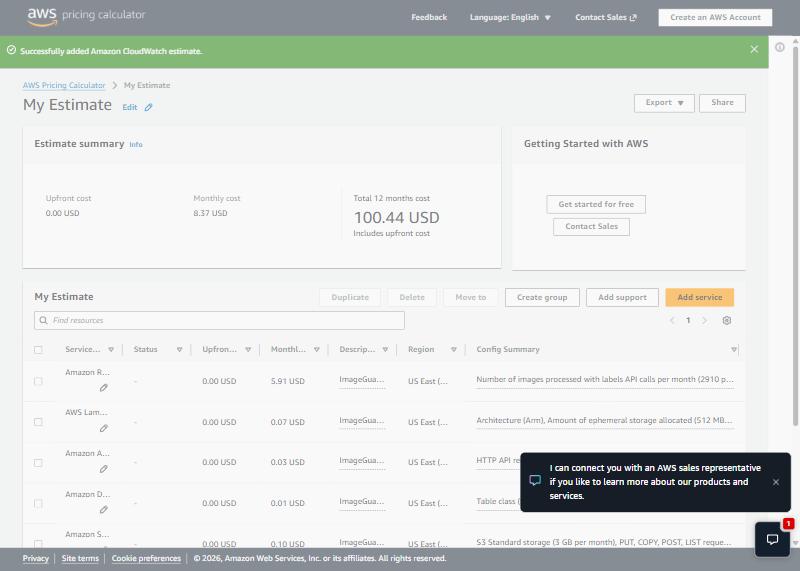 aws pricing calculator
Feedback
Language: English
Contact Sales
Create an AWS Account
Successfully added Amazon CloudWatch estimate.
AWS Pricing Calculator
My Estimate
My Estimate
Edit
Export
Share
Estimate summary Info
Getting Started with AWS
Upfront cost
0.00 USD
Monthly cost
8.37 USD
Total 12 months cost
100.44 USD
Includes upfront cost
Get started for free
Contact Sales
My Estimate
Duplicate
Delete
Move to
Create group
Add support
Add service
Find resources
1
Service... Status Upfron... Monthl... Descrip... Region Config Summary
Amazon R... - 0.00 USD 5.91 USD ImageGua... US East (... Number of images processed with labels API calls per month (2910 p...
AWS Lam... - 0.00 USD 0.07 USD ImageGua... US East (... Architecture (Arm), Amount of ephemeral storage allocated (512 MB...
Amazon A... - 0.00 USD 0.03 USD ImageGua... US East (... HTTP API re
Amazon D... - 0.00 USD 0.01 USD ImageGua... US East (... Table class (
Amazon S... - 0.00 USD 0.10 USD ImageGua... US East (... S3 Standard storage (3 GB per month), PUT, COPY, POST, LIST reque...
I can connect you with an AWS sales representative
if you like to learn more about our products and
services.
1
Privacy | Site terms | Cookie preferences | © 2026, Amazon Web Services, Inc. or its affiliates. All rights reserved.